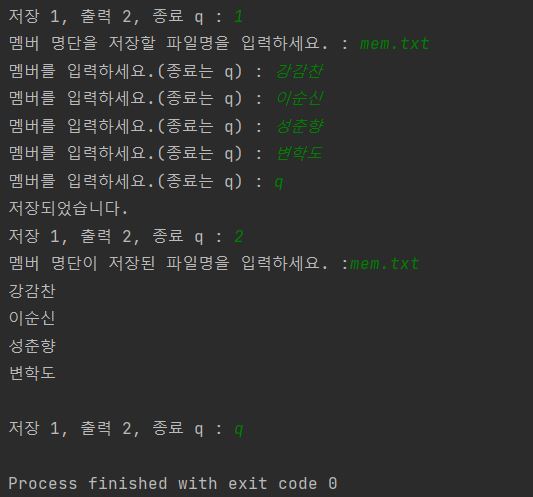 저장 1, 출력 2, 종료 q : 1
멤버 명단을 저장할 파일명을 입력하세요. : mem.txt
멤버를 입력하세요.(종료는 q) : 강감찬
멤버를 입력하세요.(종료는 q) : 이순신
멤버를 입력하세요.(종료는 q) : 성춘향
멤버를 입력하세요.(종료는 q) : 변학도
멤버를 입력하세요.(종료는 q) : q
저장되었습니다.
저장 1, 출력 2, 종료 q : 2
멤버 명단이 저장된 파일명을 입력하세요. :mem.txt
강감찬
이순신
성춘향
변학도
저장 1, 출력 2, 종료 q : q
Process finished with exit code 0